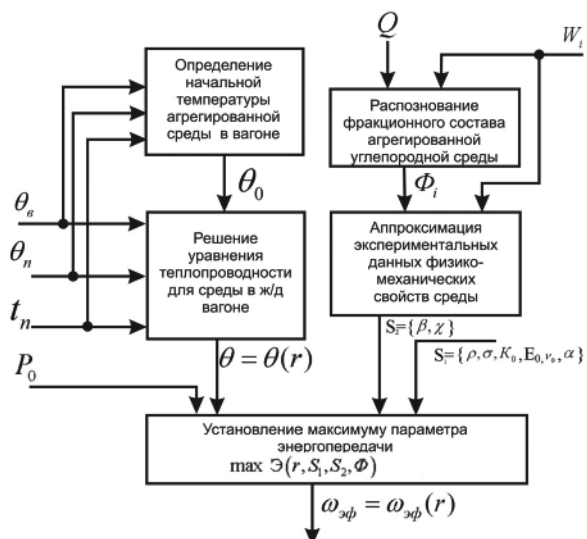 Q
W_i
Определение
начальной
температуры
агрегированной
среды в вагоне
Распознование
фракционного состава
агрегированной
углепородной среды
θ_0
Φ_i
θ_в
θ_п
t_п
Решение
уравнения
теплопроводности
для среды в ж/д
вагоне
Аппроксимация
экспериментальных
данных физико-
механических
свойств среды
S_2={β, χ}
S_1={ρ, σ, K_0, E_0, ν_0, α}
θ = θ(r)
P_0
Установление максимуму параметра
энергопередачи
max Э(r, S_1, S_2, Φ)
ω_эф = ω_эф(r)